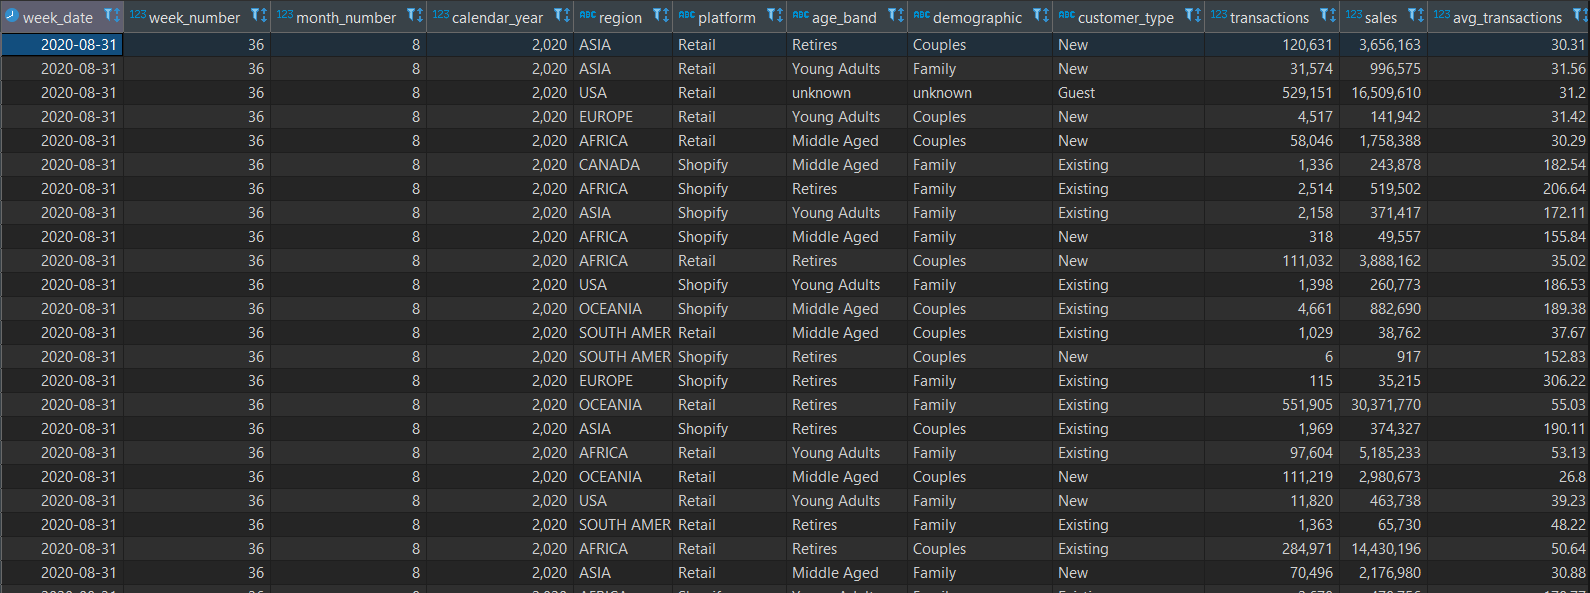 week_date 123 week_number 123 month_number 123 calendar_year ABC region ABC platform ABC age_band ABC demographic ABC customer_type 123 transactions 123 sales 123 avg_transactions
2020-08-31 36 8 2,020 ASIA Retail Retires Couples New 120,631 3,656,163 30.31
2020-08-31 36 8 2,020 ASIA Retail Young Adults Family New 31,574 996,575 31.56
2020-08-31 36 8 2,020 USA Retail unknown unknown Guest 529,151 16,509,610 31.2
2020-08-31 36 8 2,020 EUROPE Retail Young Adults Couples New 4,517 141,942 31.42
2020-08-31 36 8 2,020 AFRICA Retail Middle Aged Couples New 58,046 1,758,388 30.29
2020-08-31 36 8 2,020 CANADA Shopify Middle Aged Family Existing 1,336 243,878 182.54
2020-08-31 36 8 2,020 AFRICA Shopify Retires Family Existing 2,514 519,502 206.64
2020-08-31 36 8 2,020 ASIA Shopify Young Adults Family Existing 2,158 371,417 172.11
2020-08-31 36 8 2,020 AFRICA Shopify Middle Aged Family New 318 49,557 155.84
2020-08-31 36 8 2,020 AFRICA Retail Retires Couples New 111,032 3,888,162 35.02
2020-08-31 36 8 2,020 USA Shopify Young Adults Family Existing 1,398 260,773 186.53
2020-08-31 36 8 2,020 OCEANIA Shopify Middle Aged Couples Existing 4,661 882,690 189.38
2020-08-31 36 8 2,020 SOUTH AMER Retail Middle Aged Couples Existing 1,029 38,762 37.67
2020-08-31 36 8 2,020 SOUTH AMER Shopify Retires Couples New 6 917 152.83
2020-08-31 36 8 2,020 EUROPE Shopify Retires Family Existing 115 35,215 306.22
2020-08-31 36 8 2,020 OCEANIA Retail Retires Family Existing 551,905 30,371,770 55.03
2020-08-31 36 8 2,020 ASIA Shopify Retires Couples Existing 1,969 374,327 190.11
2020-08-31 36 8 2,020 AFRICA Retail Young Adults Family Existing 97,604 5,185,233 53.13
2020-08-31 36 8 2,020 OCEANIA Retail Middle Aged Couples New 111,219 2,980,673 26.8
2020-08-31 36 8 2,020 USA Retail Young Adults Family New 11,820 463,738 39.23
2020-08-31 36 8 2,020 SOUTH AMER Retail Retires Family Existing 1,363 65,730 48.22
2020-08-31 36 8 2,020 AFRICA Retail Retires Couples Existing 284,971 14,430,196 50.64
2020-08-31 36 8 2,020 ASIA Retail Middle Aged Family New 70,496 2,176,980 30.88